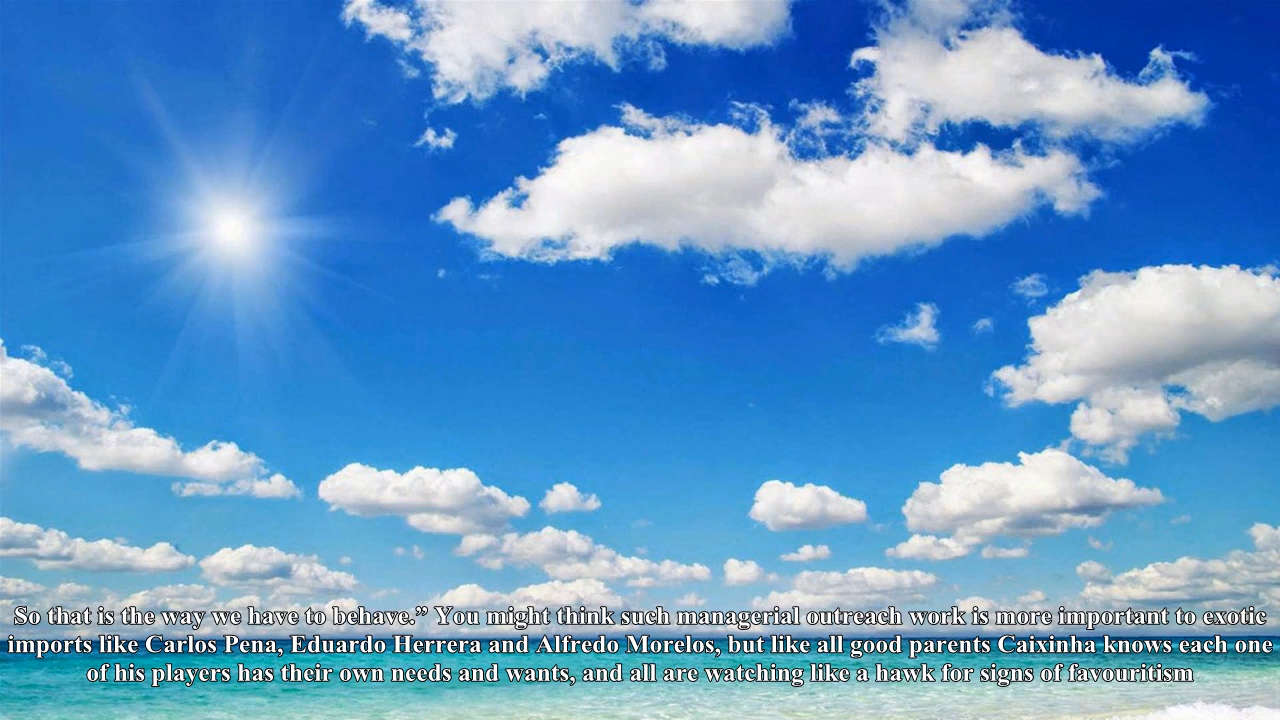 So that is the way we have to behave.” You might think such managerial outreach work is more important to exotic
imports like Carlos Pena, Eduardo Herrera and Alfredo Morelos, but like all good parents Caixinha knows each one
of his players has their own needs and wants, and all are watching like a hawk for signs of favouritism